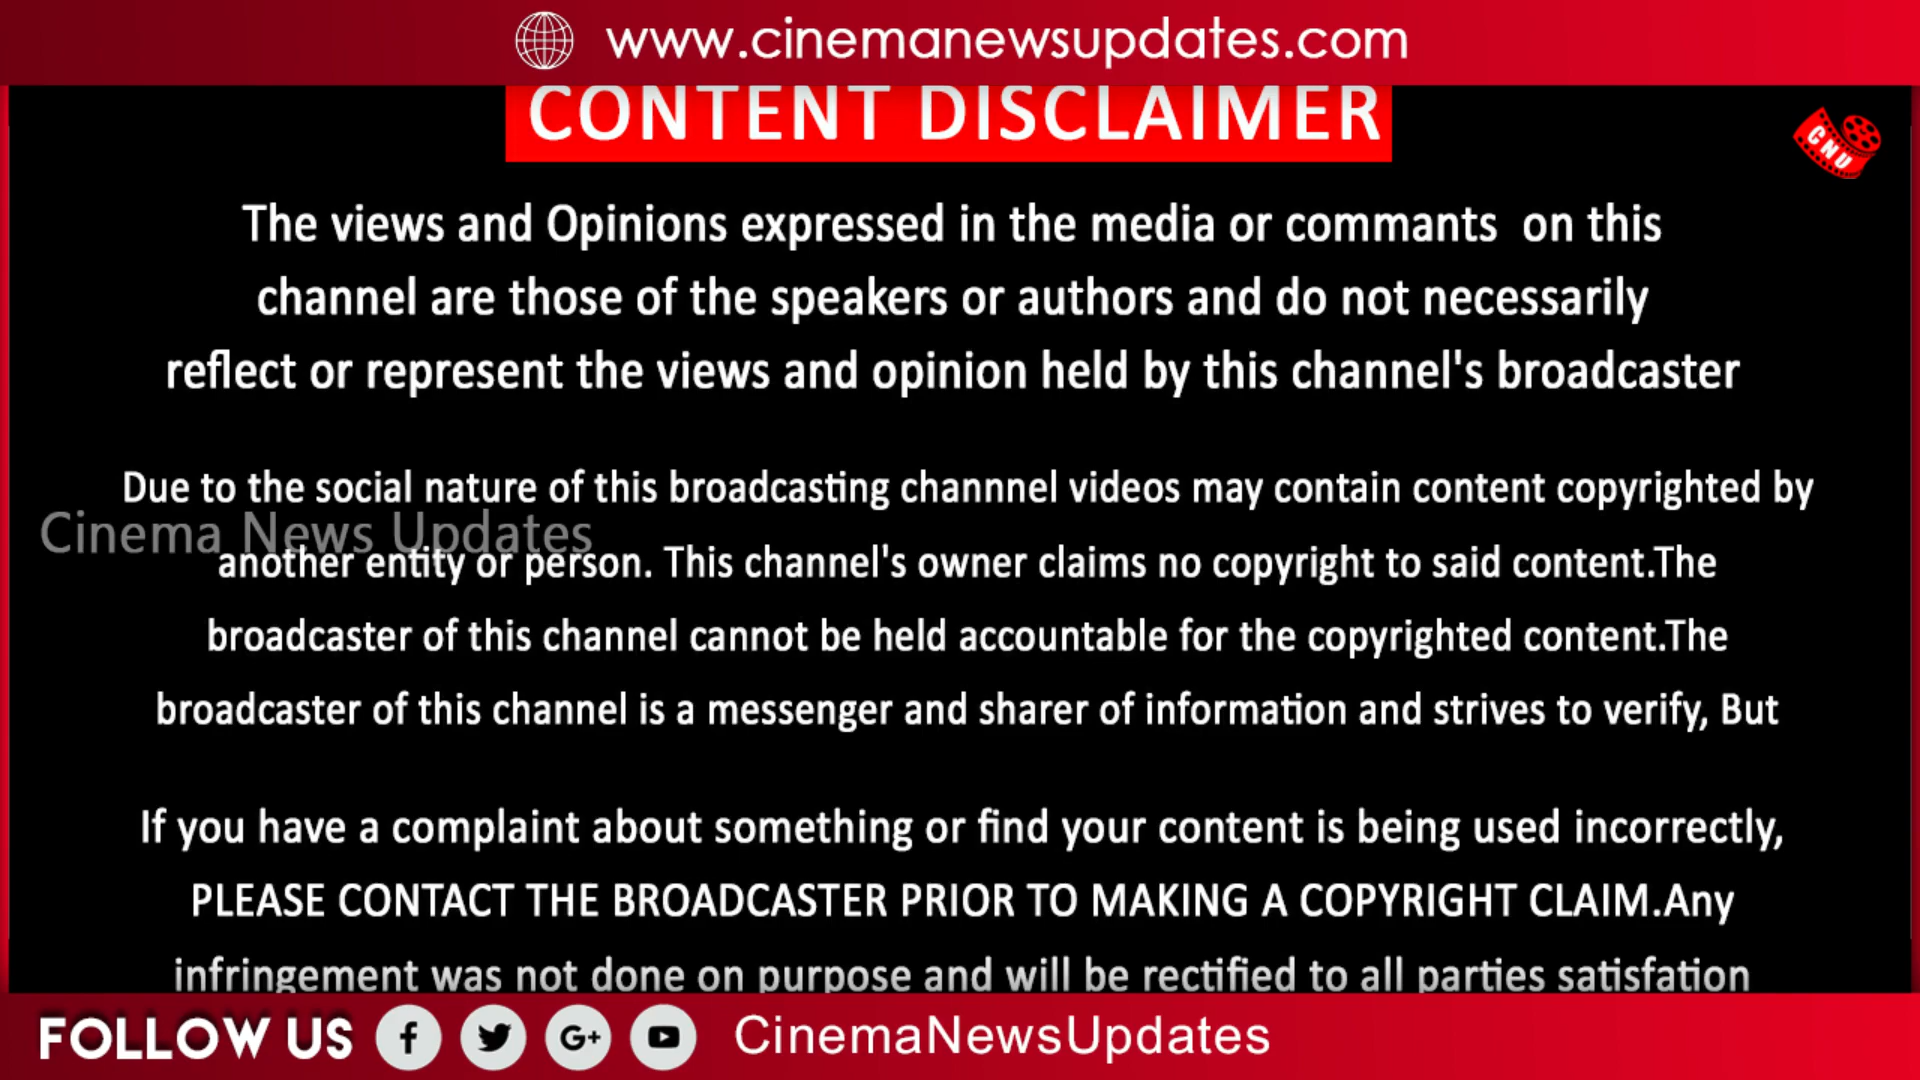 www.cinemanewsupdates.com
CONTENT DISCLAIMER
CNU
The views and Opinions expressed in the media or commants on this
channel are those of the speakers or authors and do not necessarily
reflect or represent the views and opinion held by this channel's broadcaster
Due to the social nature of this broadcasting channnel videos may contain content copyrighted by
Cinema News Updates
another entity or person. This channel's owner claims no copyright to said content.The
broadcaster of this channel cannot be held accountable for the copyrighted content.The
broadcaster of this channel is a messenger and sharer of information and strives to verify, But
If you have a complaint about something or find your content is being used incorrectly,
PLEASE CONTACT THE BROADCASTER PRIOR TO MAKING A COPYRIGHT CLAIM.Any
infringement was not done on purpose and will be rectified to all parties satisfation
FOLLOW US f G+ CinemaNewsUpdates